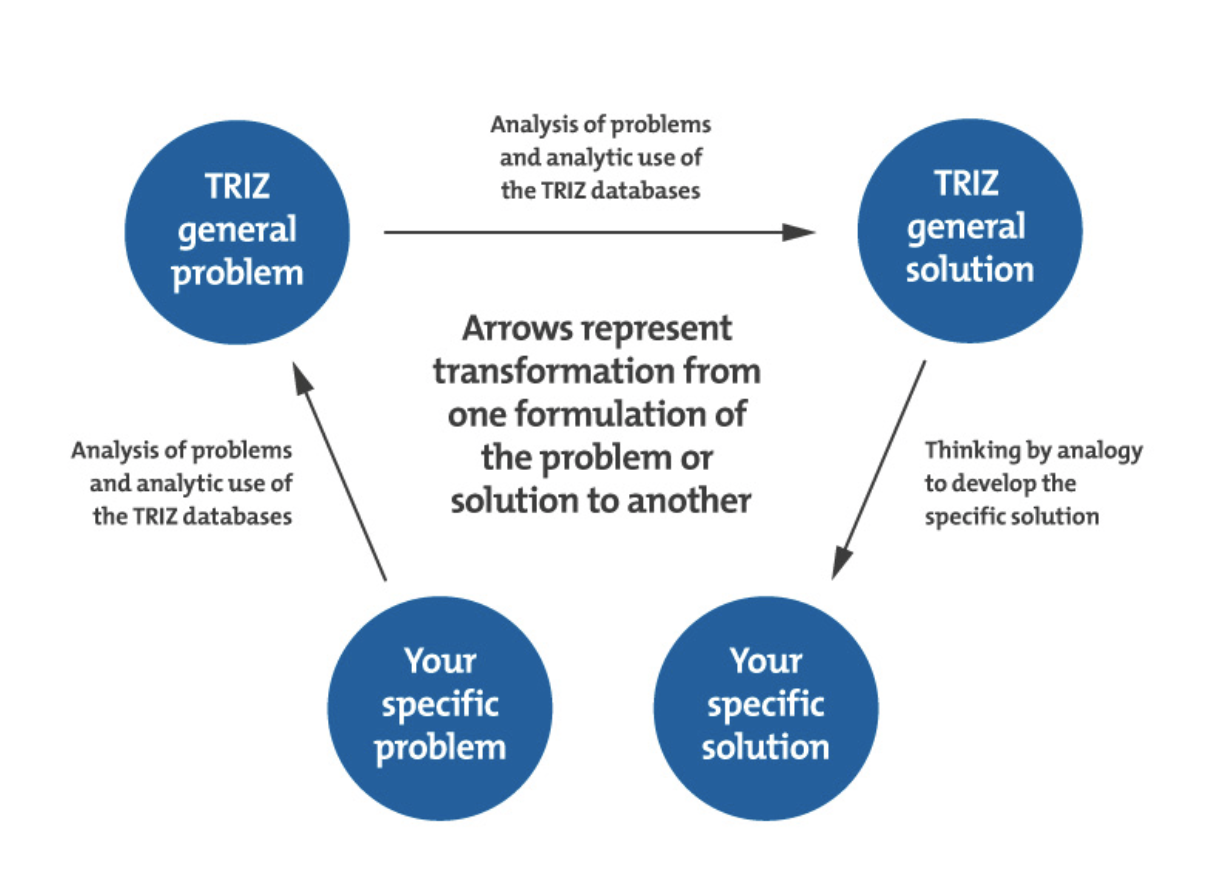 TRIZ
general
problem
Analysis of problems
and analytic use of
the TRIZ databases
TRIZ
general
solution
Arrows represent
transformation from
one formulation of
the problem or
solution to another
Analysis of problems
and analytic use of
the TRIZ databases
Thinking by analogy
to develop the
specific solution
Your
specific
problem
Your
specific
solution